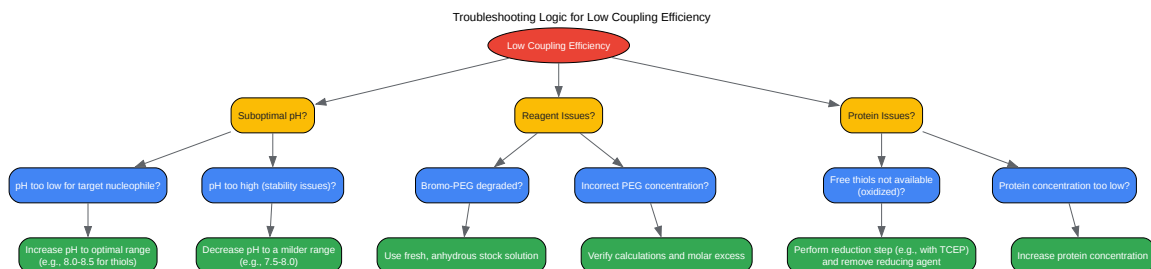 Troubleshooting Logic for Low Coupling Efficiency
Low Coupling Efficiency
Suboptimal pH?
Reagent Issues?
Protein Issues?
pH too low for target nucleophile?
pH too high (stability issues)?
Bromo-PEG degraded?
Incorrect PEG concentration?
Free thiols not available
(oxidized)?
Protein concentration too low?
Increase pH to optimal range
(e.g., 8.0-8.5 for thiols)
Decrease pH to a milder range
(e.g., 7.5-8.0)
Use fresh, anhydrous stock solution
Verify calculations and molar excess
Perform reduction step (e.g., with TCEP)
and remove reducing agent
Increase protein concentration